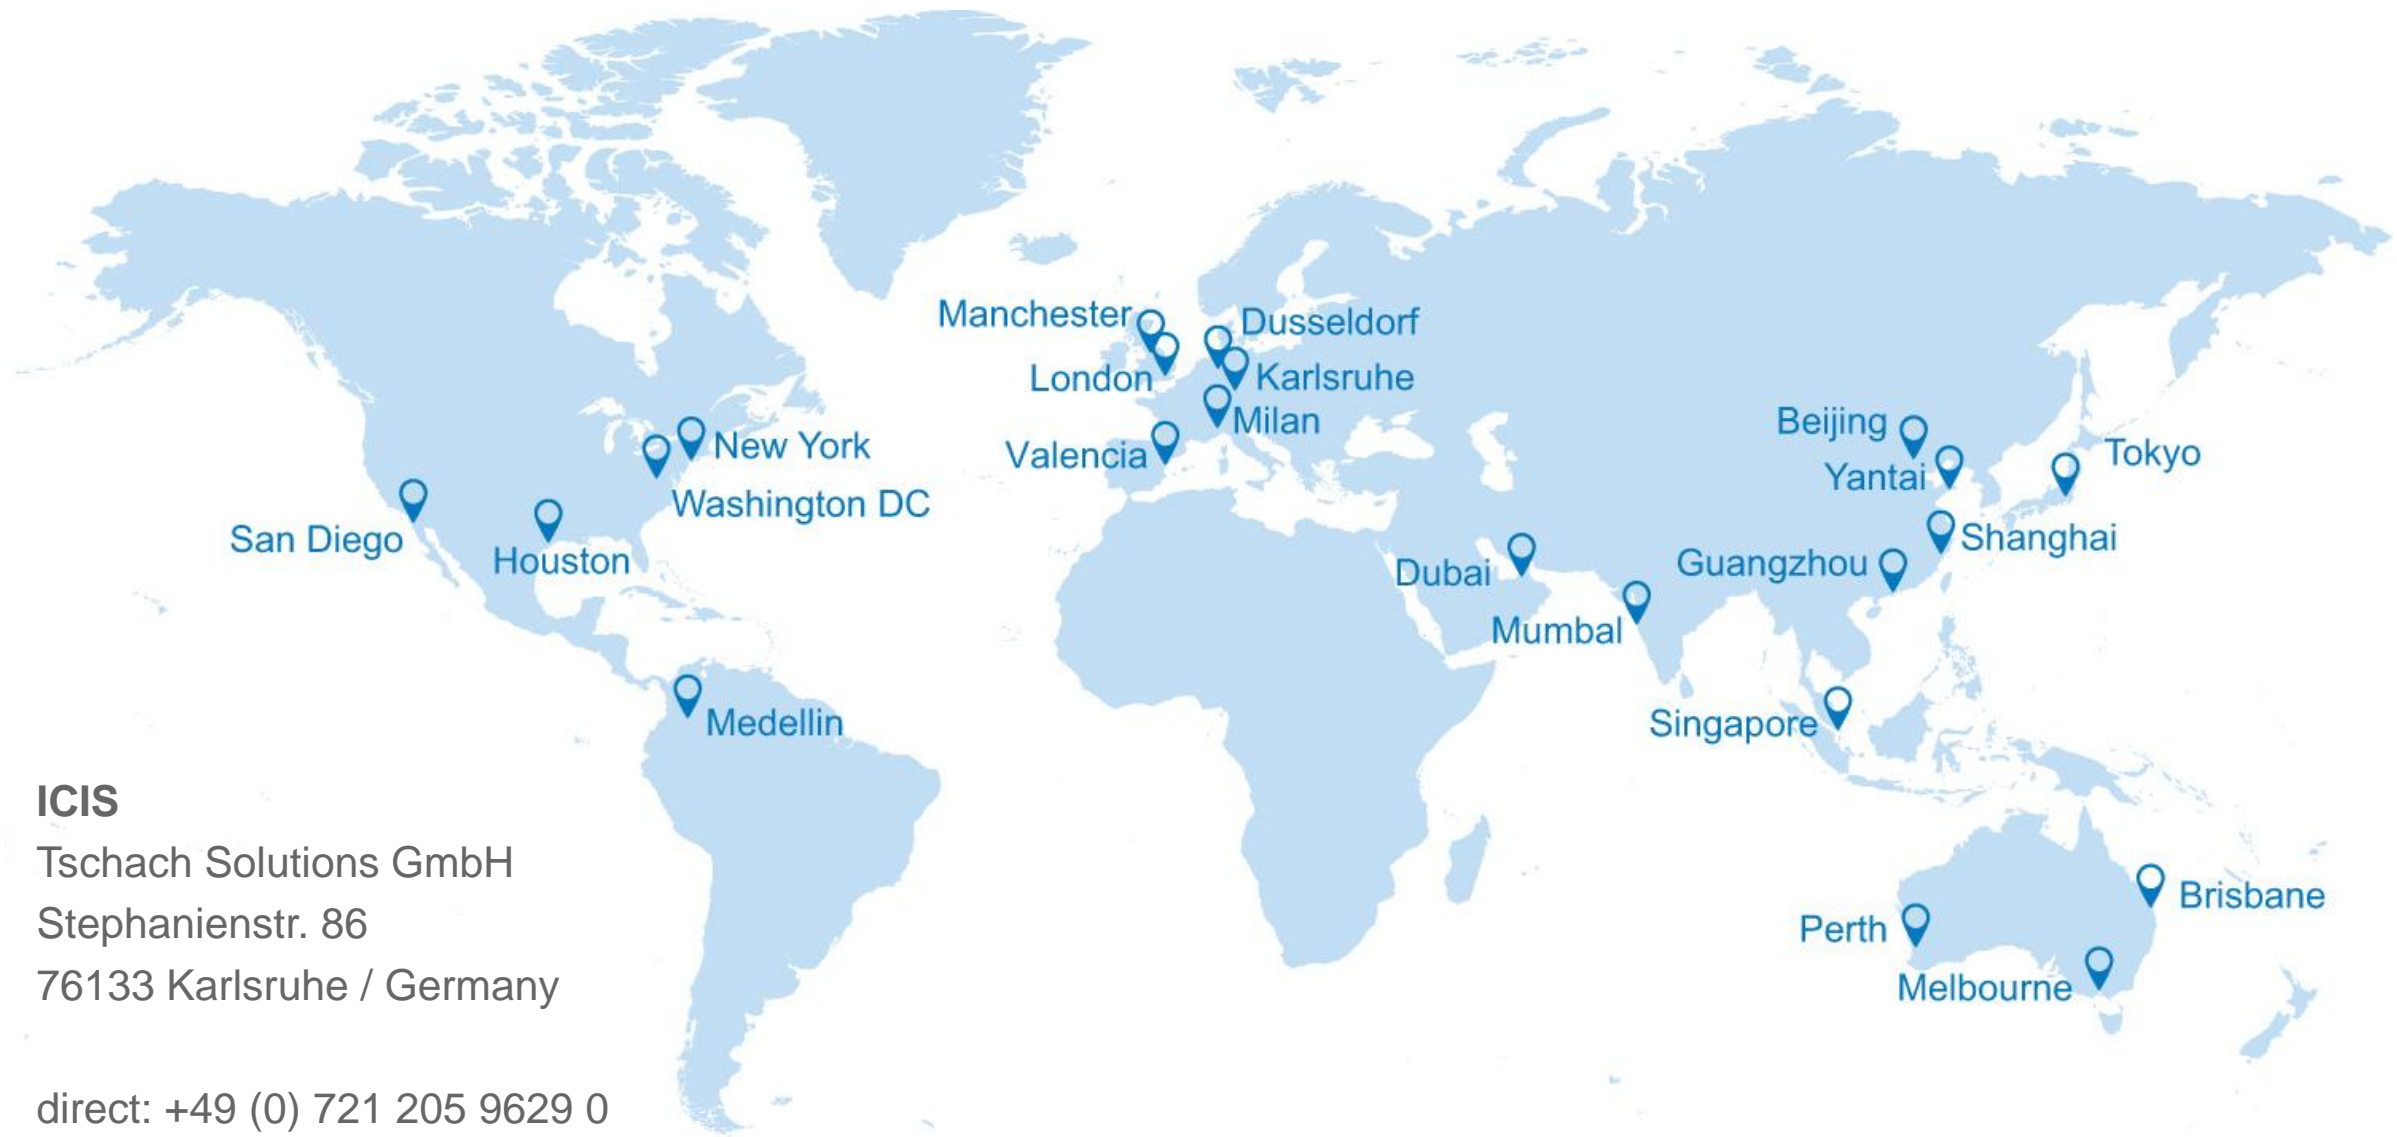 Manchester
Dusseldorf
London
Karlsruhe
Milan
Valencia
New York
Washington DC
San Diego
Houston
Beijing
Tokyo
Yantai
Shanghai
Guangzhou
Dubai
Mumbal
Medellin
Singapore
Brisbane
Perth
Melbourne
ICIS
Tschach Solutions GmbH
Stephanienstr. 86
76133 Karlsruhe / Germany
direct: +49 (0) 721 205 9629 0